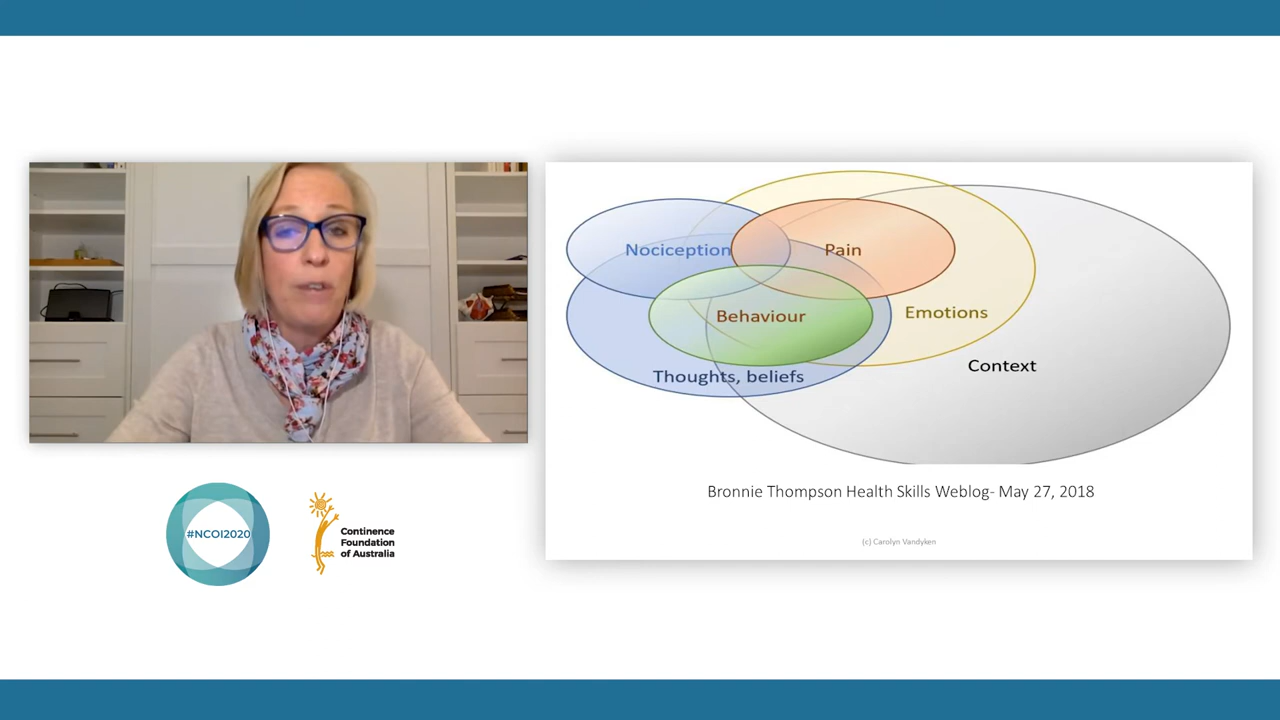 Nociception
Pain
Behaviour
Emotions
Thoughts, beliefs
Context
Bronnie Thompson Health Skills Weblog- May 27, 2018
(c) Carolyn Vandyken
#NCOI2020
Continence
Foundation
of Australia